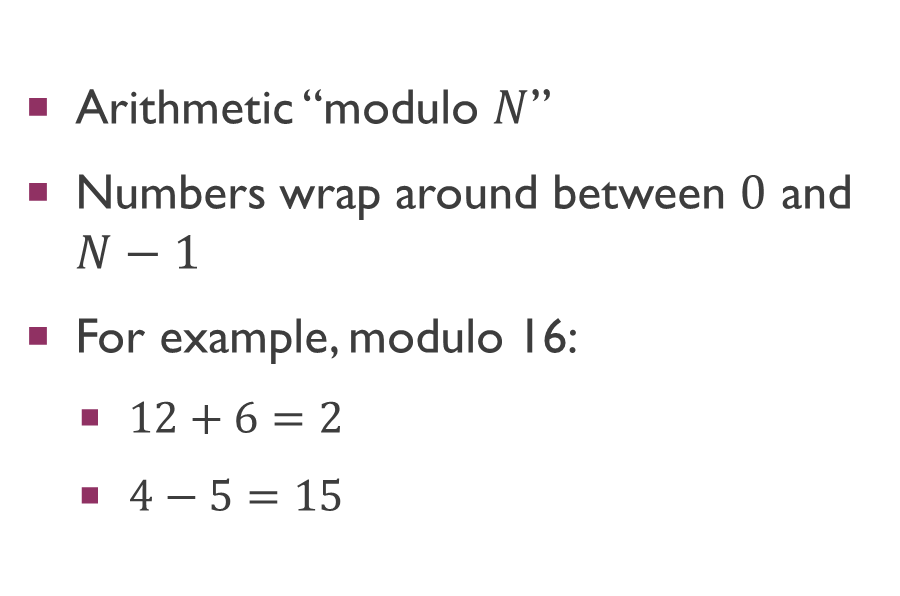 Arithmetic “modulo N”
Numbers wrap around between 0 and
N − 1
For example, modulo 16:
12 + 6 = 2
4 − 5 = 15